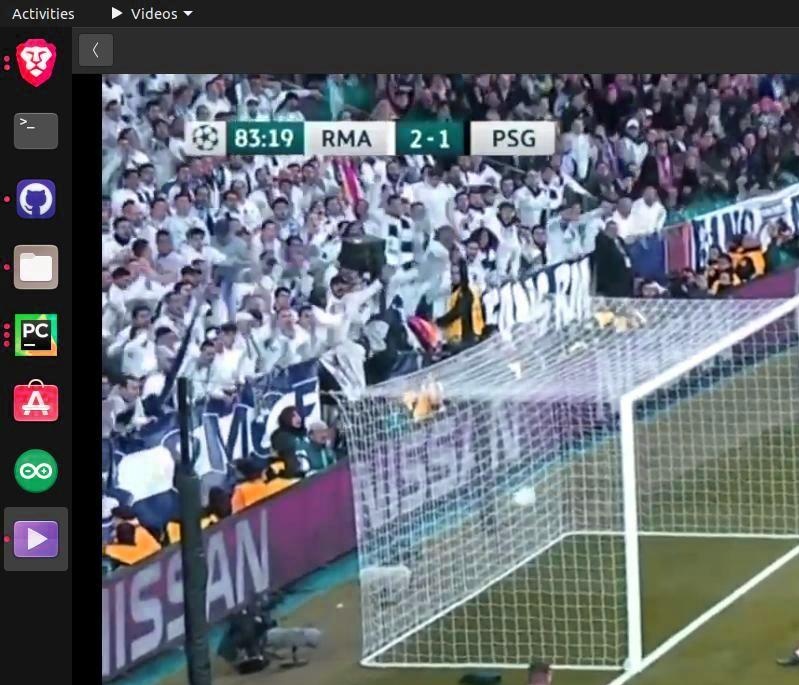 Activities
Videos
83:19 RMA 2-1 PSG
>_
PC
NISSAN
NISSAN